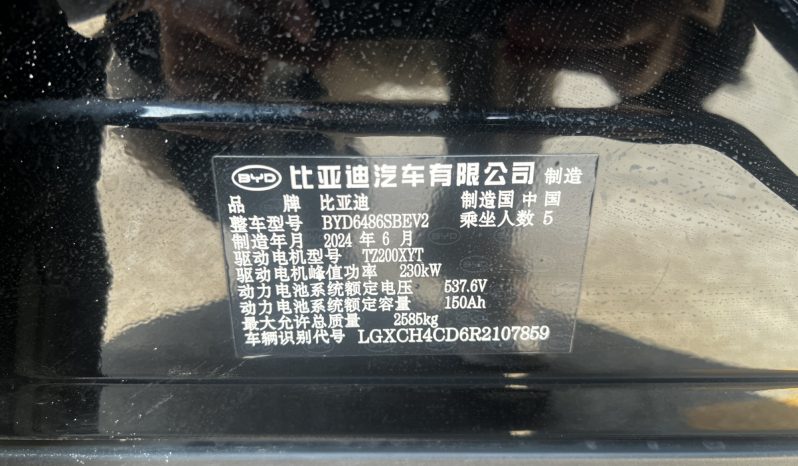 BYD 比亚迪汽车有限公司 制造
品 牌 比亚迪 制造国 中国
整车型号 BYD6486SBEV2 乘坐人数 5
制造年月 2024 年 6 月
驱动电机型号 TZ200XYT
驱动电机峰值功率 230kW
动力电池系统额定电压 537.6V
动力电池系统额定容量 150Ah
最大允许总质量 2585kg
车辆识别代号 LGXCH4CD6R2107859